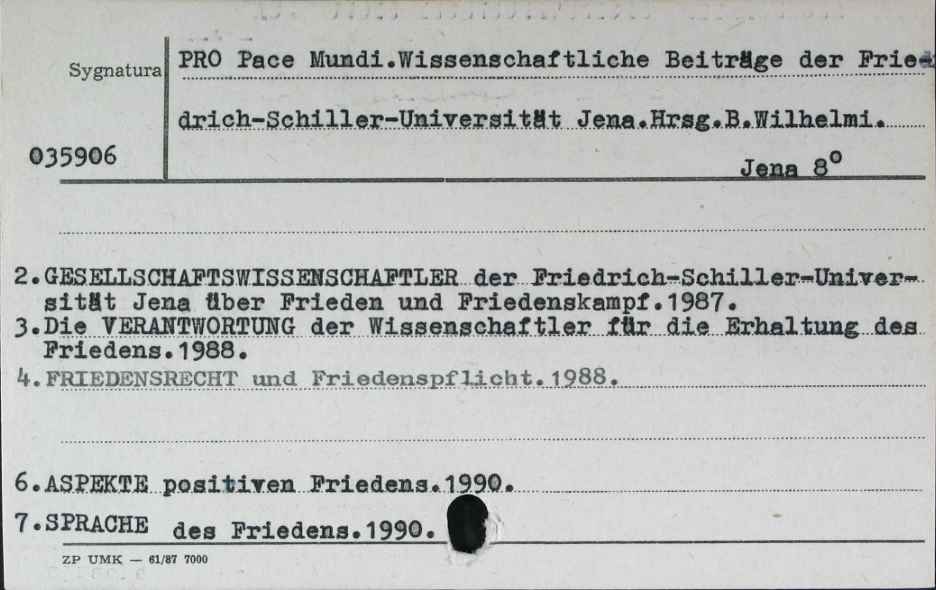 Sygnatura
PRO Pace Mundi.Wissenschaftliche Beiträge der Frie-
drich-Schiller-Universität Jena.Hrsg.B.Wilhelmi.
035906
Jena 8°
2.GESELLSCHAFTSWISSENSCHAFTLER der Friedrich-Schiller-Univer-
sität Jena über Frieden und Friedenskampf.1987.
3.Die VERANTWORTUNG der Wissenschaftler für die Erhaltung des
Friedens.1988.
4.FRIEDENSRECHT und Friedenspflicht.1988.
6.ASPEKTE positiven Friedens.1990.
7.SPRACHE des Friedens.1990.
ZP UMK — 61/87 7000